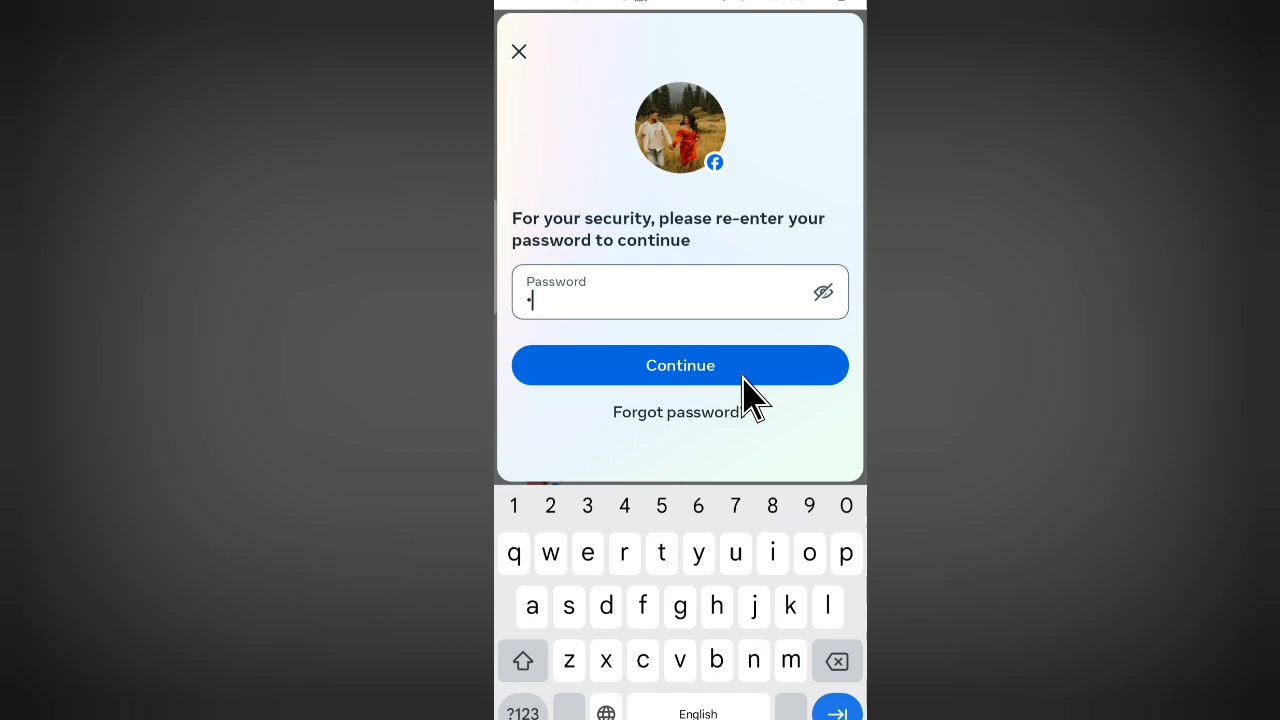 For your security, please re-enter your
password to continue
Password
Continue
Forgot password?
1 2 3 4 5 6 7 8 9 0
q w e r t y u i o p
a s d f g h j k l
z x c v b n m
?123 English